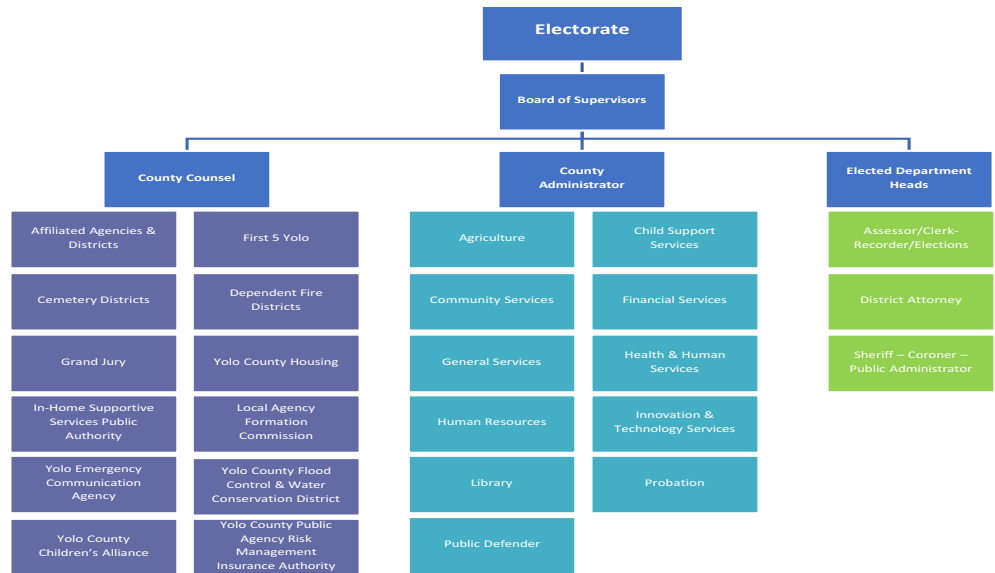 Electorate
Board of Supervisors
County Counsel
County
Administrator
Elected Department
Heads
Affiliated Agencies &
Districts
First 5 Yolo
Agriculture
Child Support
Services
Assessor/Clerk-
Recorder/Elections
Cemetery Districts
Dependent Fire
Districts
Community Services
Financial Services
District Attorney
Grand Jury
Yolo County Housing
General Services
Health & Human
Services
Sheriff – Coroner –
Public Administrator
In-Home Supportive
Services Public
Authority
Local Agency
Formation
Commission
Human Resources
Innovation &
Technology Services
Yolo Emergency
Communication
Agency
Yolo County Flood
Control & Water
Conservation District
Library
Probation
Yolo County
Children’s Alliance
Yolo County Public
Agency Risk
Management
Insurance Authority
Public Defender